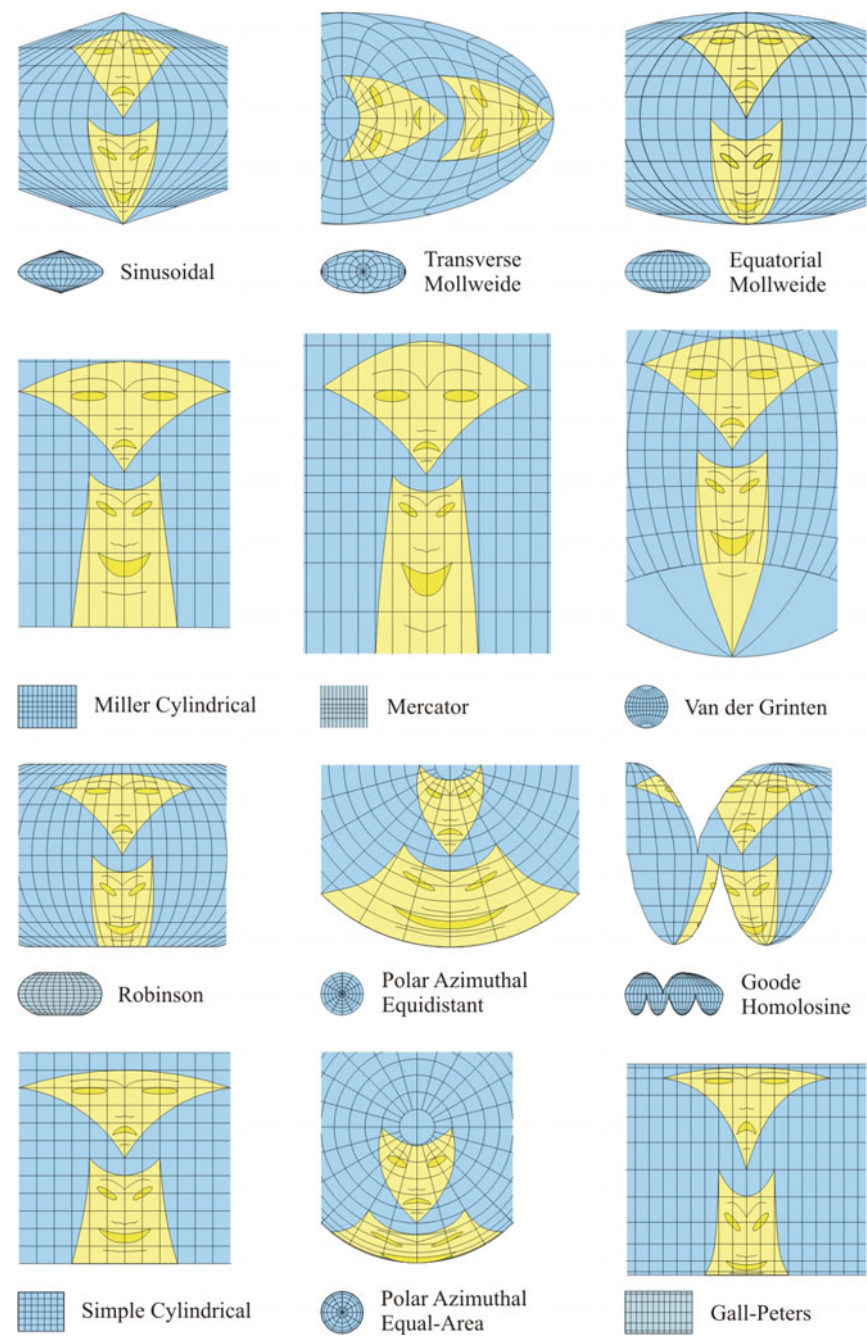 Sinusoidal
Transverse
Mollweide
Equatorial
Mollweide
Miller Cylindrical
Mercator
Van der Grinten
Robinson
Polar Azimuthal
Equidistant
Goode
Homolosine
Simple Cylindrical
Polar Azimuthal
Equal-Area
Gall-Peters